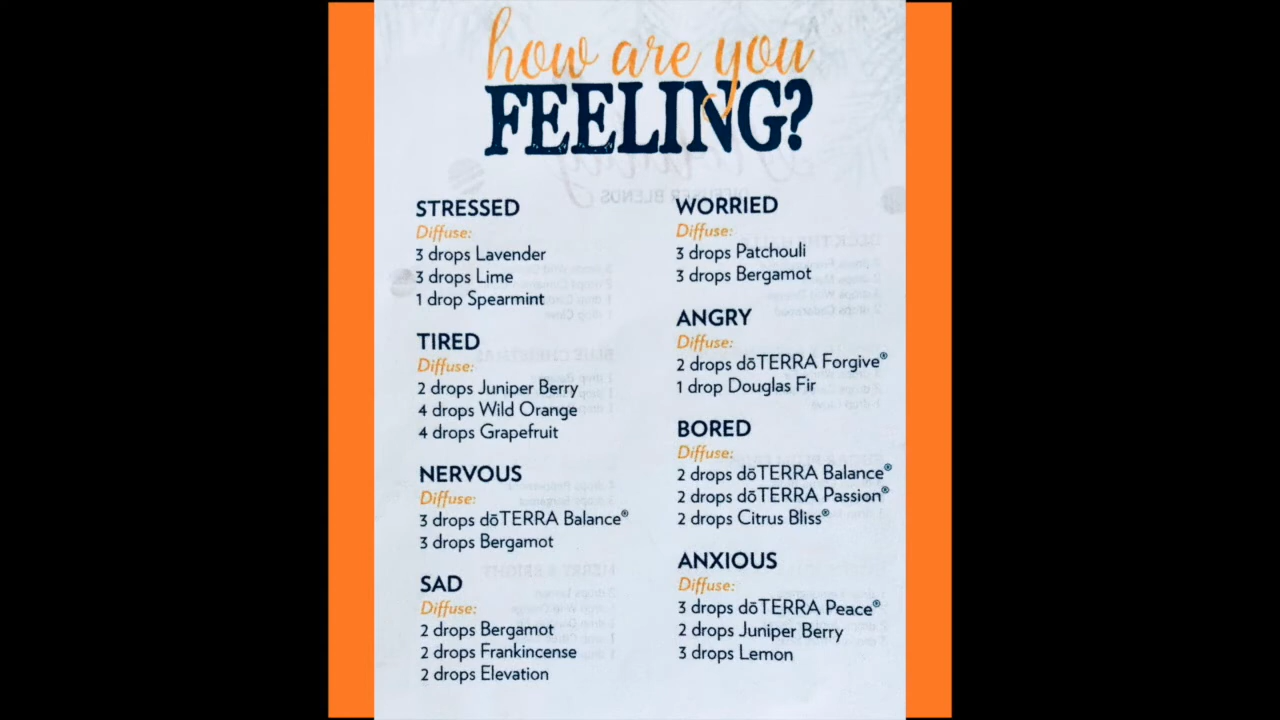 how are you
FEELING?
STRESSED
Diffuse:
3 drops Lavender
3 drops Lime
1 drop Spearmint
TIRED
Diffuse:
2 drops Juniper Berry
4 drops Wild Orange
4 drops Grapefruit
NERVOUS
Diffuse:
3 drops dōTERRA Balance®
3 drops Bergamot
SAD
Diffuse:
2 drops Bergamot
2 drops Frankincense
2 drops Elevation
WORRIED
Diffuse:
3 drops Patchouli
3 drops Bergamot
ANGRY
Diffuse:
2 drops dōTERRA Forgive®
1 drop Douglas Fir
BORED
Diffuse:
2 drops dōTERRA Balance®
2 drops dōTERRA Passion®
2 drops Citrus Bliss®
ANXIOUS
Diffuse:
3 drops dōTERRA Peace®
2 drops Juniper Berry
3 drops Lemon